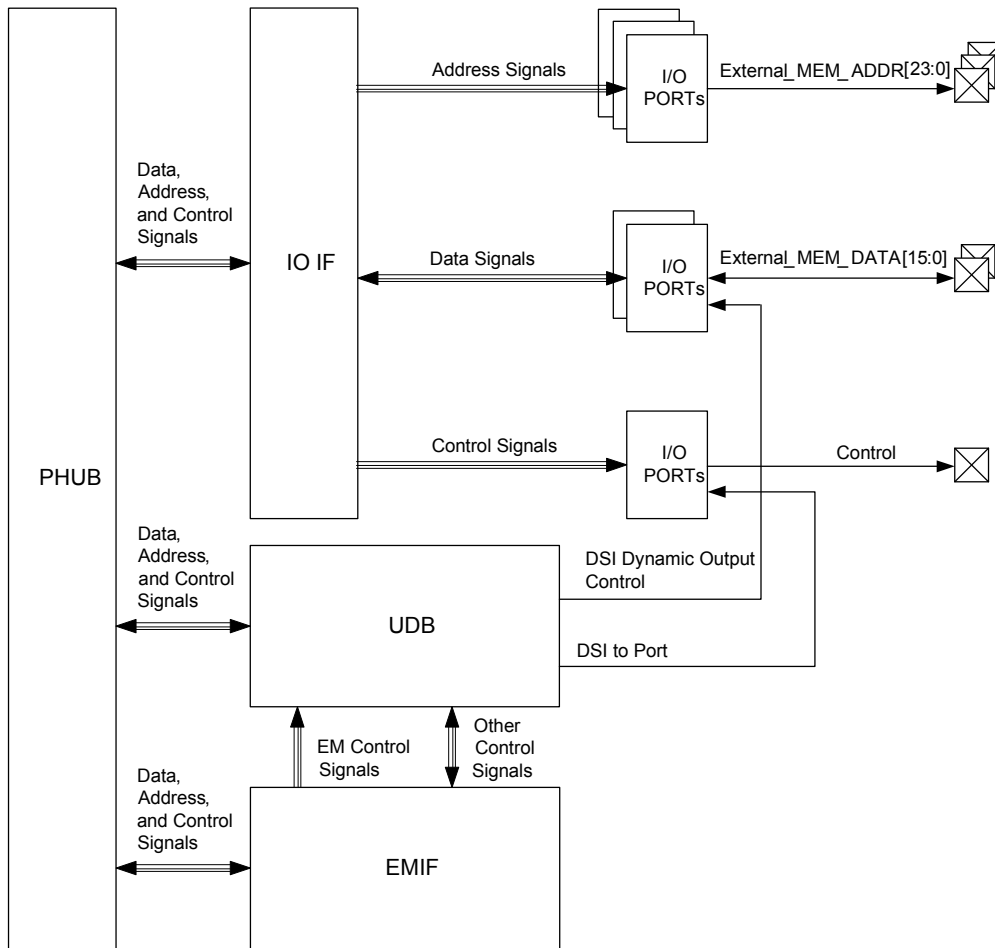 Address Signals
I/O
PORTs
External_MEM_ADDR[23:0]
Data,
Address,
and Control
Signals
IO IF
Data Signals
I/O
PORTs
External_MEM_DATA[15:0]
Control Signals
I/O
PORTs
Control
PHUB
Data,
Address,
and Control
Signals
UDB
DSI Dynamic Output
Control
DSI to Port
EM Control
Signals
Other
Control
Signals
Data,
Address,
and Control
Signals
EMIF